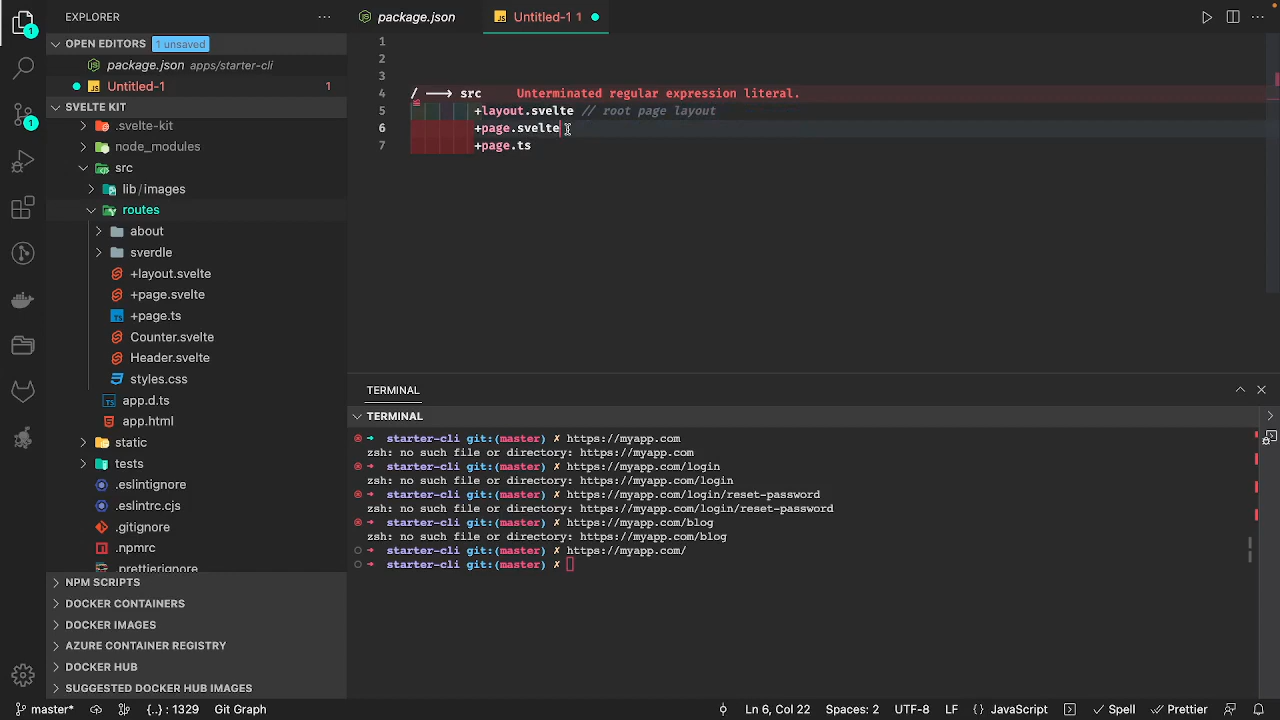 EXPLORER
···
package.json
JS Untitled-1 1
OPEN EDITORS 1 unsaved
package.json apps/starter-cli
JS Untitled-1 1
SVELTE KIT
.svelte-kit
node_modules
src
lib/images
routes
about
sverdle
+layout.svelte
+page.svelte
TS +page.ts
Counter.svelte
Header.svelte
styles.css
TS app.d.ts
app.html
static
tests
.eslintignore
.eslintrc.cjs
.gitignore
.npmrc
.prettierignore
NPM SCRIPTS
DOCKER CONTAINERS
DOCKER IMAGES
AZURE CONTAINER REGISTRY
DOCKER HUB
SUGGESTED DOCKER HUB IMAGES
1
1
1
2
3
4 / ⟶ src Unterminated regular expression literal.
5 +layout.svelte // root page layout
6 +page.svelte
7 +page.ts
TERMINAL
TERMINAL
➜ starter-cli git:(master) ✗ https://myapp.com
zsh: no such file or directory: https://myapp.com
➜ starter-cli git:(master) ✗ https://myapp.com/login
zsh: no such file or directory: https://myapp.com/login
➜ starter-cli git:(master) ✗ https://myapp.com/login/reset-password
zsh: no such file or directory: https://myapp.com/login/reset-password
➜ starter-cli git:(master) ✗ https://myapp.com/blog
zsh: no such file or directory: https://myapp.com/blog
➜ starter-cli git:(master) ✗ https://myapp.com/
➜ starter-cli git:(master) ✗
master* {..} : 1329 Git Graph Ln 6, Col 22 Spaces: 2 UTF-8 LF {} JavaScript Spell Prettier